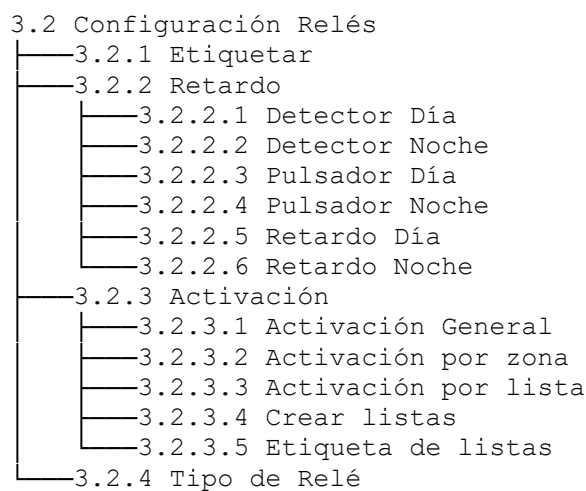 3.2 Configuración Relés
3.2.1 Etiquetar
3.2.2 Retardo
3.2.2.1 Detector Día
3.2.2.2 Detector Noche
3.2.2.3 Pulsador Día
3.2.2.4 Pulsador Noche
3.2.2.5 Retardo Día
3.2.2.6 Retardo Noche
3.2.3 Activación
3.2.3.1 Activación General
3.2.3.2 Activación por zona
3.2.3.3 Activación por lista
3.2.3.4 Crear listas
3.2.3.5 Etiqueta de listas
3.2.4 Tipo de Relé